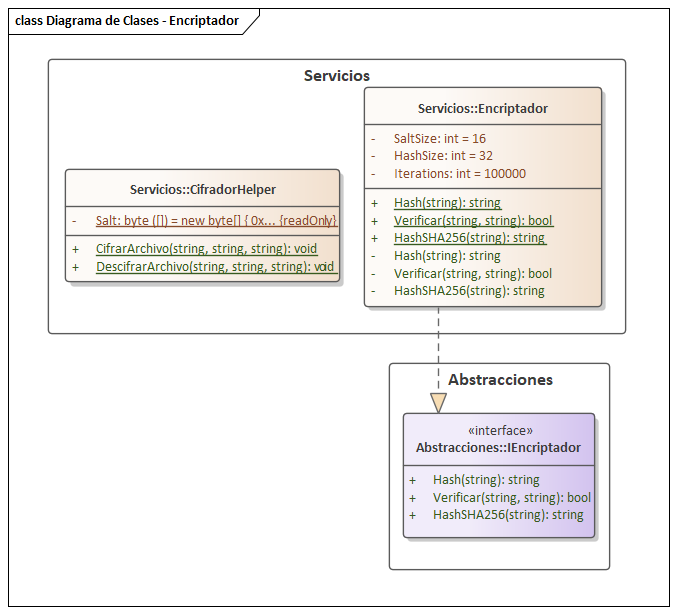 class Diagrama de Clases - Encriptador
Servicios
Servicios::CifradorHelper
- Salt: byte ([]) = new byte[] { 0x... {readOnly}
+ CifrarArchivo(string, string, string): void
+ DescifrarArchivo(string, string, string): void
Servicios::Encriptador
- SaltSize: int = 16
- HashSize: int = 32
- Iterations: int = 100000
+ Hash(string): string
+ Verificar(string, string): bool
+ HashSHA256(string): string
- Hash(string): string
- Verificar(string, string): bool
- HashSHA256(string): string
Abstracciones
«interface»
Abstracciones::IEncriptador
+ Hash(string): string
+ Verificar(string, string): bool
+ HashSHA256(string): string